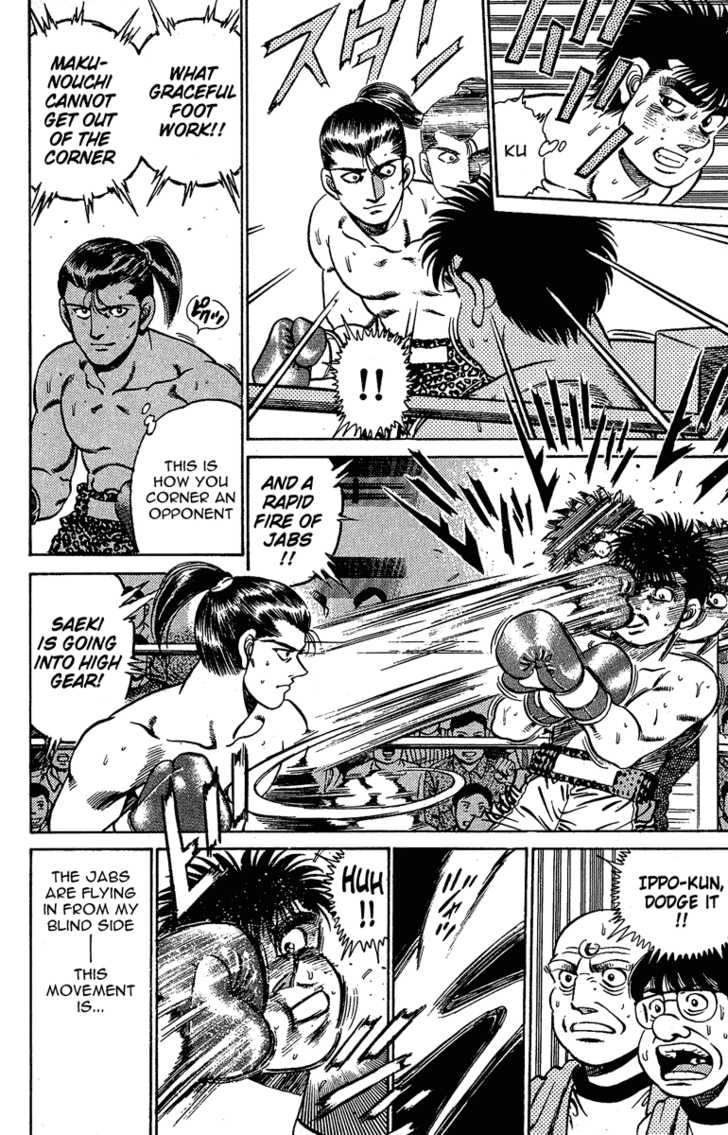 KU
!!
WHAT
GRACEFUL
FOOT
WORK!!
MAKU-
NOUCHI
CANNOT
GET OUT
OF THE
CORNER
THIS IS
HOW YOU
CORNER AN
OPPONENT
AND A
RAPID
FIRE OF
JABS
!!
SAEKI
IS GOING
INTO HIGH
GEAR!
IPPO-KUN,
DODGE IT
!!
HUH
!!
THE JABS
ARE FLYING
IN FROM MY
BLIND SIDE
—
THIS
MOVEMENT
IS...